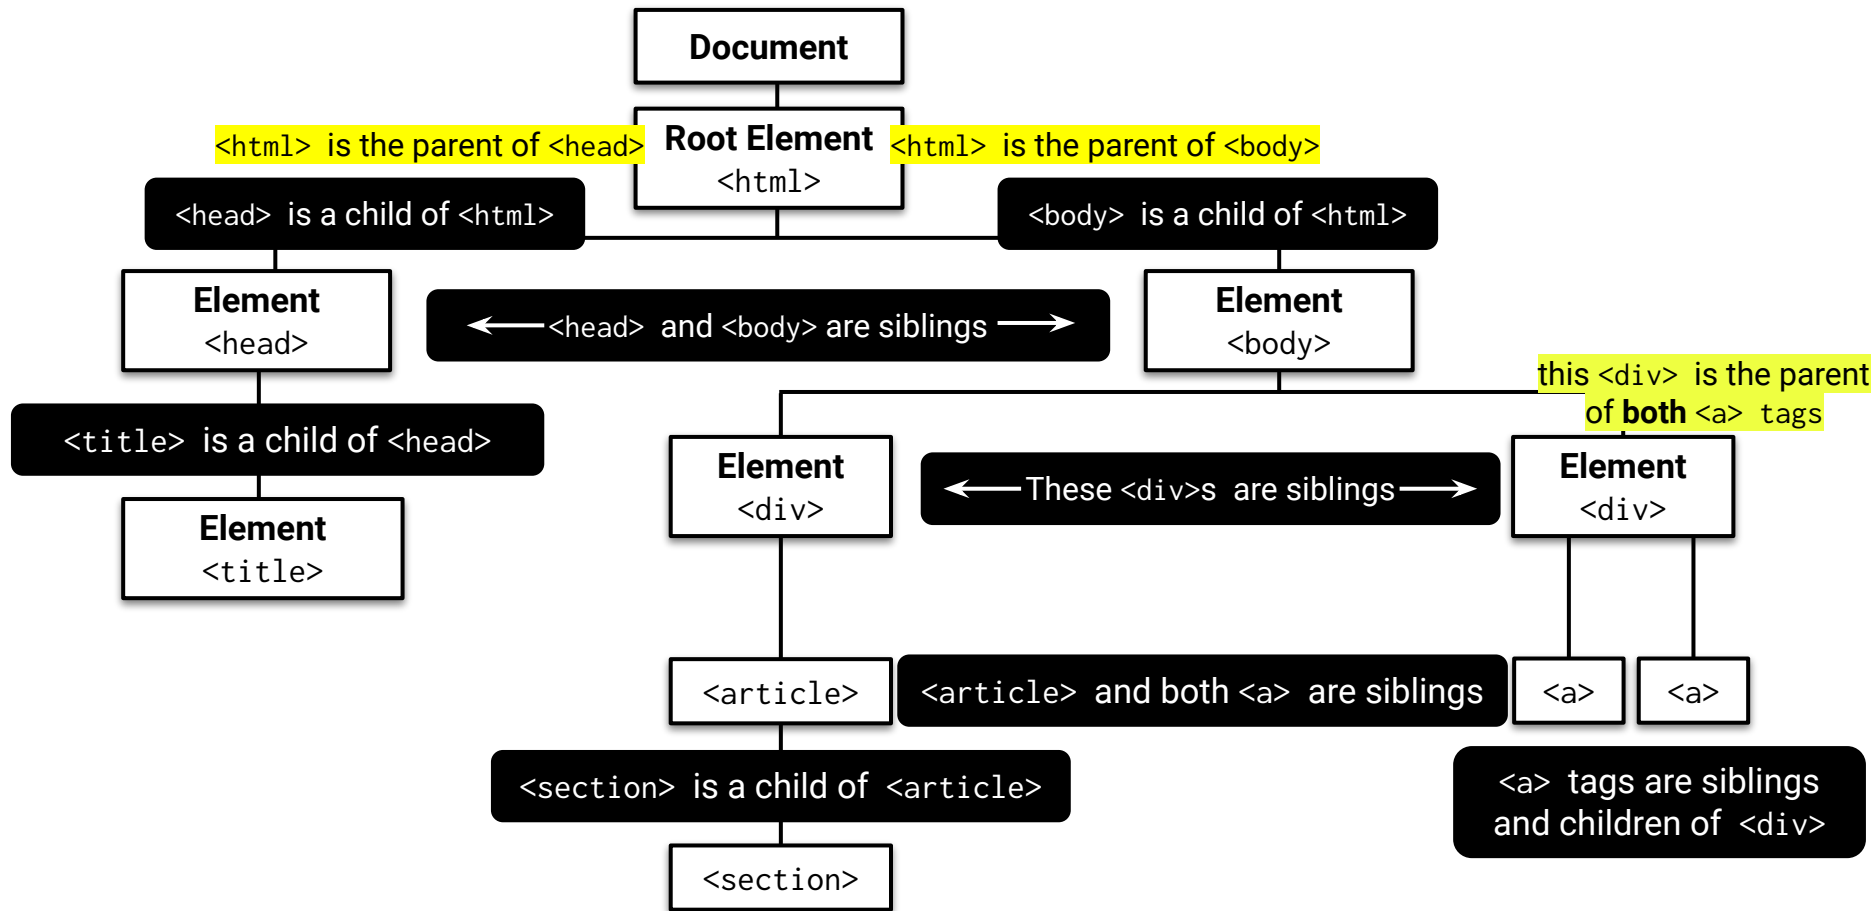 Document
<html> is the parent of <head>
Root Element
<html>
<html> is the parent of <body>
<head> is a child of <html>
<body> is a child of <html>
Element
<head>
<head> and <body> are siblings
Element
<body>
this <div> is the parent
of both <a> tags
<title> is a child of <head>
Element
<div>
These <div>s are siblings
Element
<div>
Element
<title>
<article>
<article> and both <a> are siblings
<a>
<a>
<section> is a child of <article>
<a> tags are siblings
and children of <div>
<section>